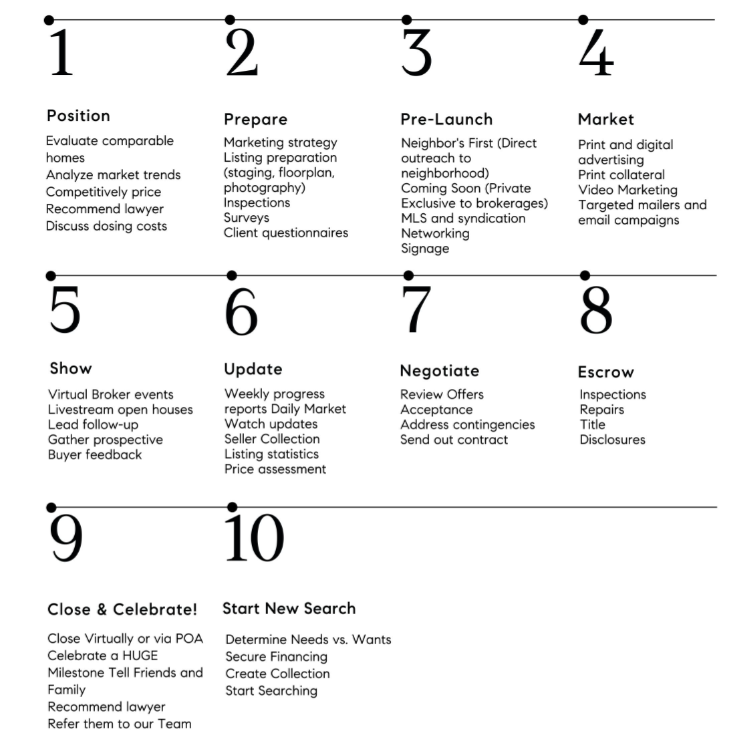 1
Position
Evaluate comparable
homes
Analyze market trends
Competitively price
Recommend lawyer
Discuss dosing costs
2
Prepare
Marketing strategy
Listing preparation
(staging, floorplan,
photography)
Inspections
Surveys
Client questionnaires
3
Pre-Launch
Neighbor's First (Direct
outreach to
neighborhood)
Coming Soon (Private
Exclusive to brokerages)
MLS and syndication
Networking
Signage
4
Market
Print and digital
advertising
Print collateral
Video Marketing
Targeted mailers and
email campaigns
5
Show
Virtual Broker events
Livestream open houses
Lead follow-up
Gather prospective
Buyer feedback
6
Update
Weekly progress
reports Daily Market
Watch updates
Seller Collection
Listing statistics
Price assessment
7
Negotiate
Review Offers
Acceptance
Address contingencies
Send out contract
8
Escrow
Inspections
Repairs
Title
Disclosures
9
Close & Celebrate!
Close Virtually or via POA
Celebrate a HUGE
Milestone Tell Friends and
Family
Recommend lawyer
Refer them to our Team
10
Start New Search
Determine Needs vs. Wants
Secure Financing
Create Collection
Start Searching